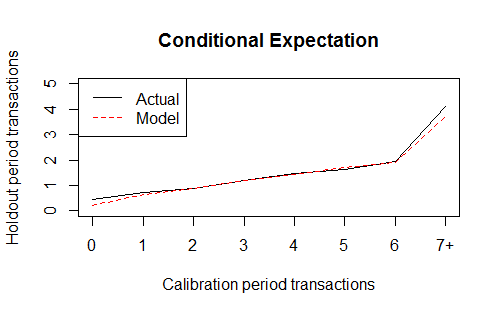 Conditional Expectation
Holdout period transactions
5
4
3
2
1
0
Actual
Model
0 1 2 3 4 5 6 7+
Calibration period transactions